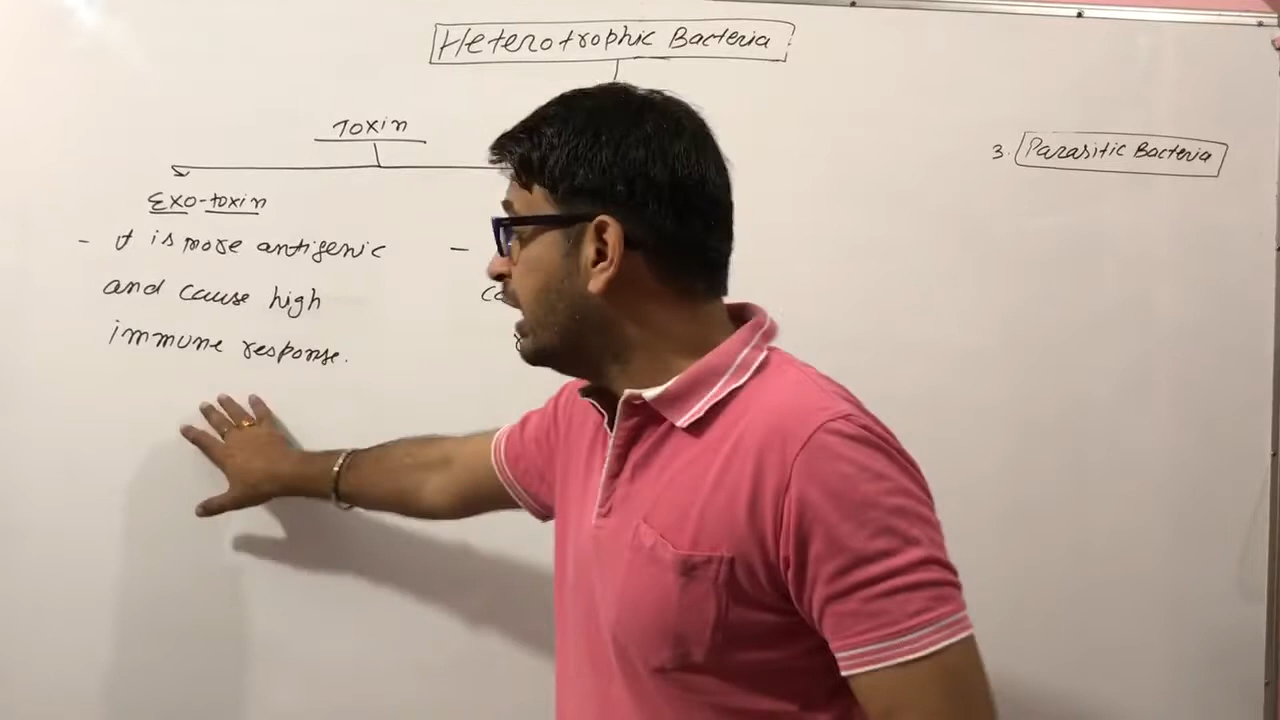 Heterotrophic Bacteria
Toxin
3. Parasitic Bacteria
Exo-toxin
- It is more antigenic
and cause high
immune response.
-